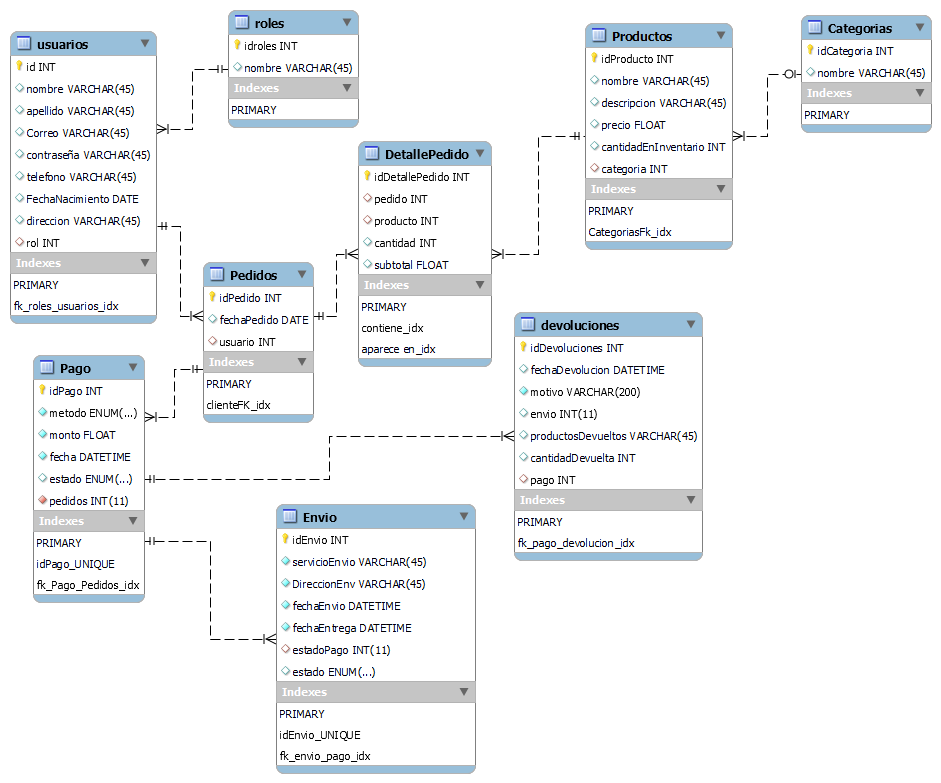 usuarios
id INT
nombre VARCHAR(45)
apellido VARCHAR(45)
Correo VARCHAR(45)
contraseña VARCHAR(45)
telefono VARCHAR(45)
FechaNacimiento DATE
direccion VARCHAR(45)
rol INT
Indexes
PRIMARY
fk_roles_usuarios_idx
roles
idroles INT
nombre VARCHAR(45)
Indexes
PRIMARY
Productos
idProducto INT
nombre VARCHAR(45)
descripcion VARCHAR(45)
precio FLOAT
cantidadEnInventario INT
categoria INT
Indexes
PRIMARY
CategoriasFk_idx
Categorias
idCategoria INT
nombre VARCHAR(45)
Indexes
PRIMARY
DetallePedido
idDetallePedido INT
pedido INT
producto INT
cantidad INT
subtotal FLOAT
Indexes
PRIMARY
contiene_idx
aparece en_idx
Pedidos
idPedido INT
fechaPedido DATE
usuario INT
Indexes
PRIMARY
clienteFK_idx
Pago
idPago INT
metodo ENUM(...)
monto FLOAT
fecha DATETIME
estado ENUM(...)
pedidos INT(11)
Indexes
PRIMARY
idPago_UNIQUE
fk_Pago_Pedidos_idx
devoluciones
idDevoluciones INT
fechaDevolucion DATETIME
motivo VARCHAR(200)
envio INT(11)
productosDevueltos VARCHAR(45)
cantidadDevuelta INT
pago INT
Indexes
PRIMARY
fk_pago_devolucion_idx
Envio
idEnvio INT
servicioEnvio VARCHAR(45)
DireccionEnv VARCHAR(45)
fechaEnvio DATETIME
fechaEntrega DATETIME
estadoPago INT(11)
estado ENUM(...)
Indexes
PRIMARY
idEnvio_UNIQUE
fk_envio_pago_idx